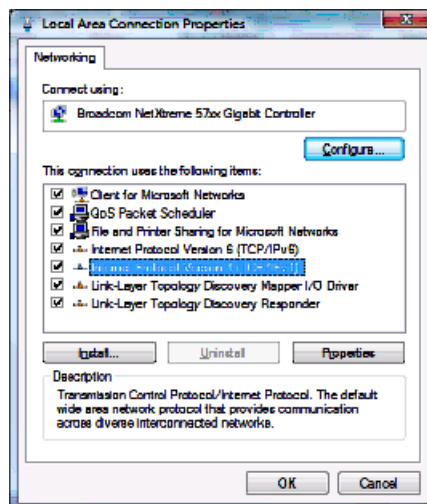 Local Area Connection Properties
Networking
Connect using:
Broadcom NetXtreme 57xx Gigabit Controller
Configure...
This connection uses the following items:
Client for Microsoft Networks
QoS Packet Scheduler
File and Printer Sharing for Microsoft Networks
Internet Protocol Version 6 (TCP/IPv6)
Internet Protocol Version
Link-Layer Topology Discovery Mapper I/O Driver
Link-Layer Topology Discovery Responder
Install...
Uninstall
Properties
Description
Transmission Control Protocol/Internet Protocol. The default
wide area network protocol that provides communication
across diverse interconnected networks.
OK
Cancel